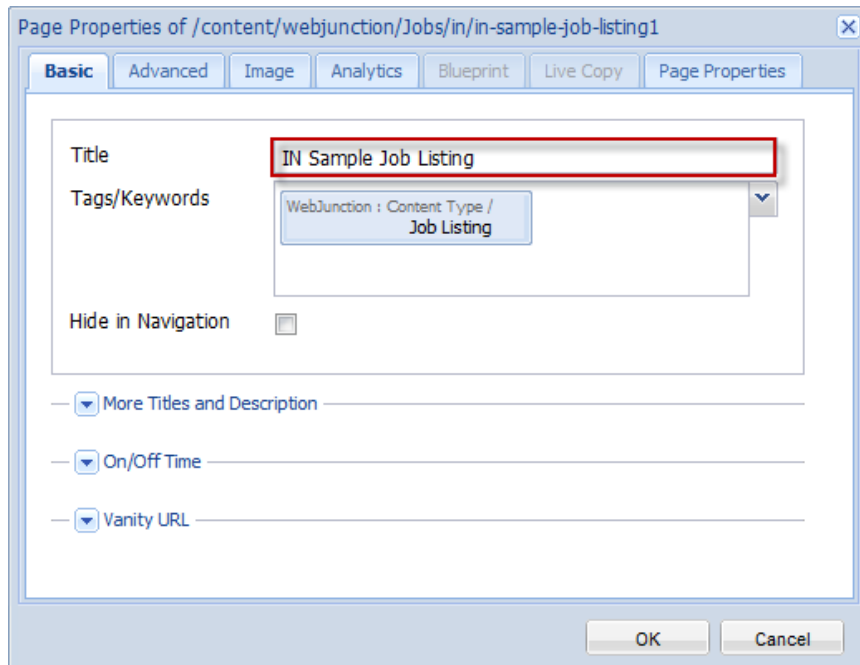 Page Properties of /content/webjunction/Jobs/in/in-sample-job-listing1
Basic Advanced Image Analytics Blueprint Live Copy Page Properties
Title IN Sample Job Listing
Tags/Keywords WebJunction : Content Type /
Job Listing
Hide in Navigation
More Titles and Description
On/Off Time
Vanity URL
OK Cancel